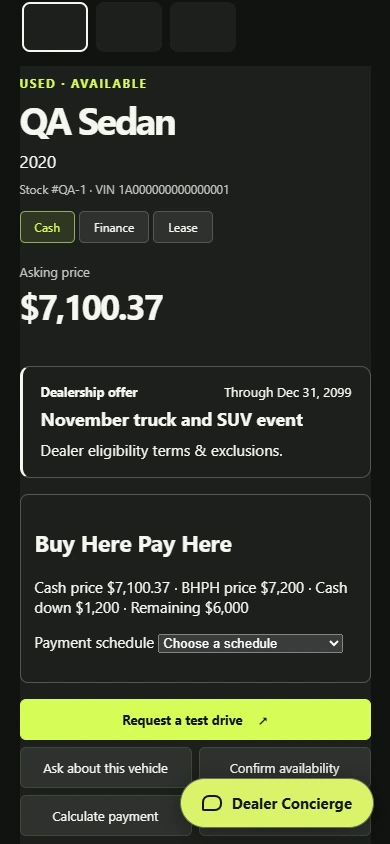 USED · AVAILABLE
QA Sedan
2020
Stock #QA-1 · VIN 1A000000000000001
Cash
Finance
Lease
Asking price
$7,100.37
Dealership offer
Through Dec 31, 2099
November truck and SUV event
Dealer eligibility terms & exclusions.
Buy Here Pay Here
Cash price $7,100.37 · BHPH price $7,200 · Cash
down $1,200 · Remaining $6,000
Payment schedule Choose a schedule
Request a test drive ↗
Ask about this vehicle
Confirm availability
Calculate payment
Dealer Concierge